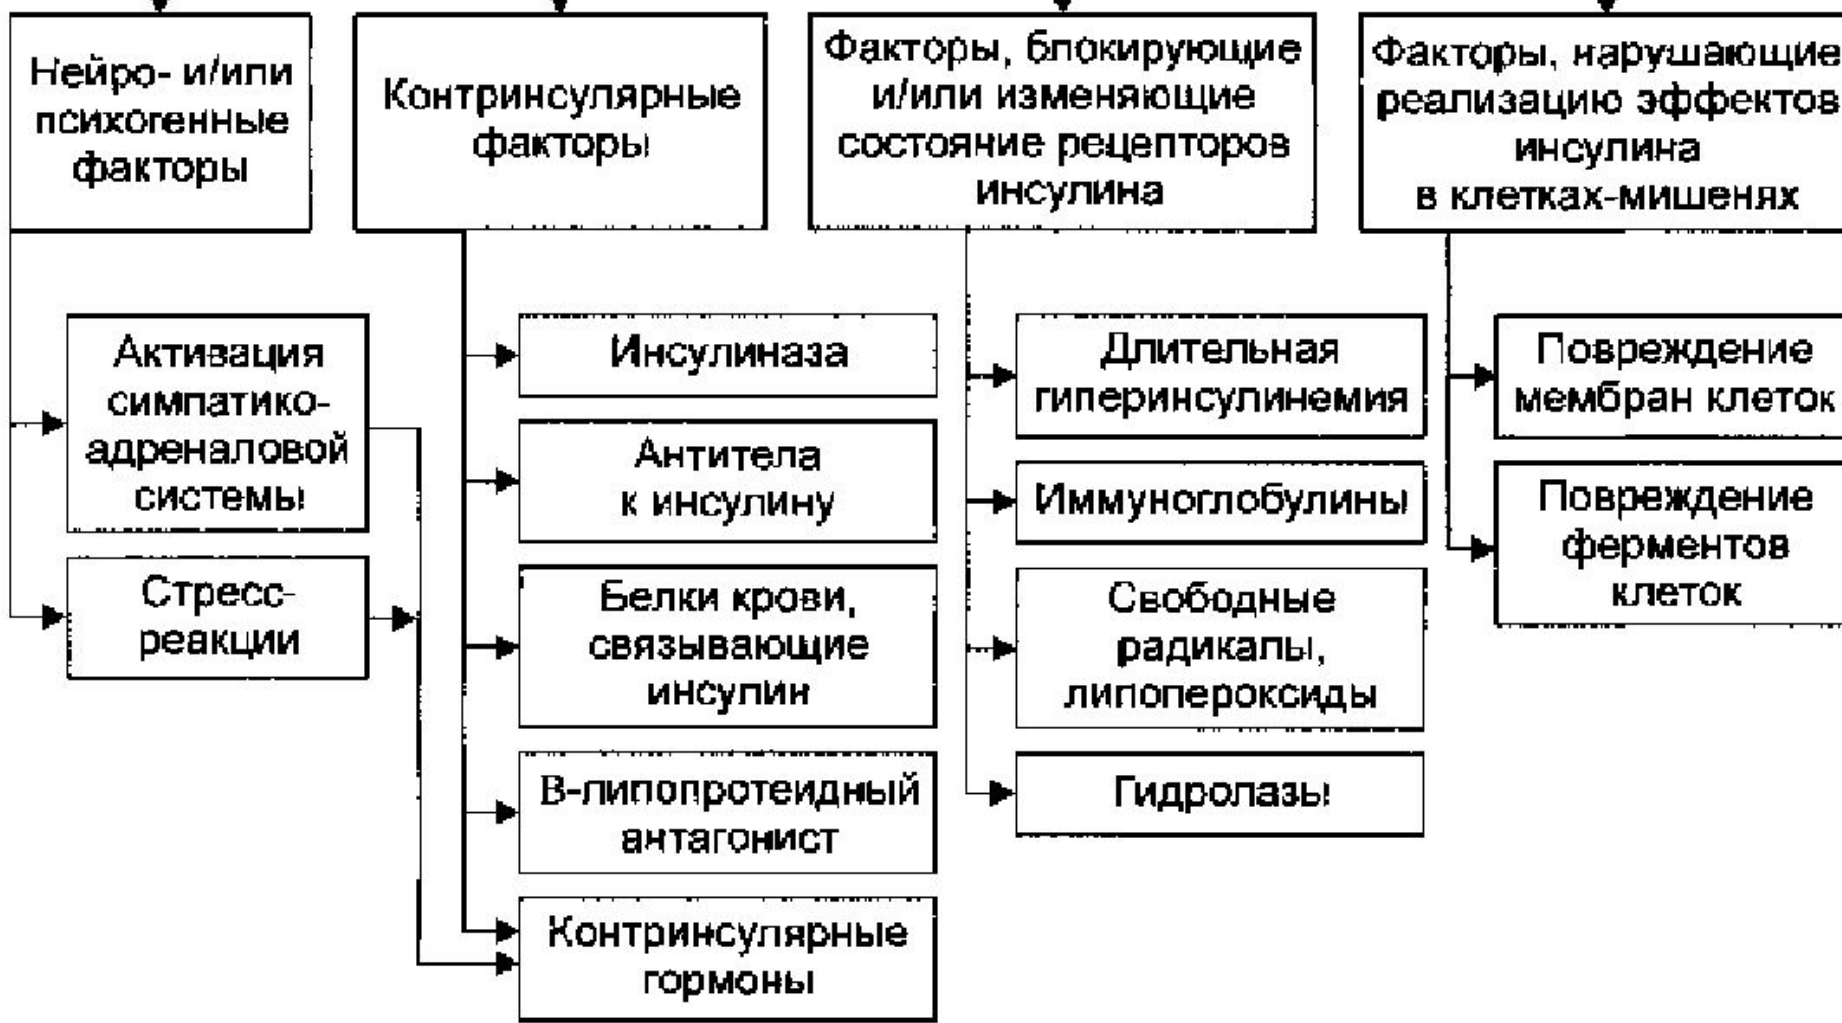 Нейро- и/или
психогенные
факторы
Контринсулярные
факторы
Факторы, блокирующие
и/или изменяющие
состояние рецепторов
инсулина
Факторы, нарушающие
реализацию эффектов
инсулина
в клетках-мишенях
Активация
симпатико-
адреналовой
системы
Стресс-
реакции
Инсулиназа
Антитела
к инсулину
Белки крови,
связывающие
инсулин
В-липопротеидный
антагонист
Контринсулярные
гормоны
Длительная
гиперинсулинемия
Иммуноглобулины
Свободные
радикалы,
липопероксиды
Гидролазы
Повреждение
мембран клеток
Повреждение
ферментов
клеток